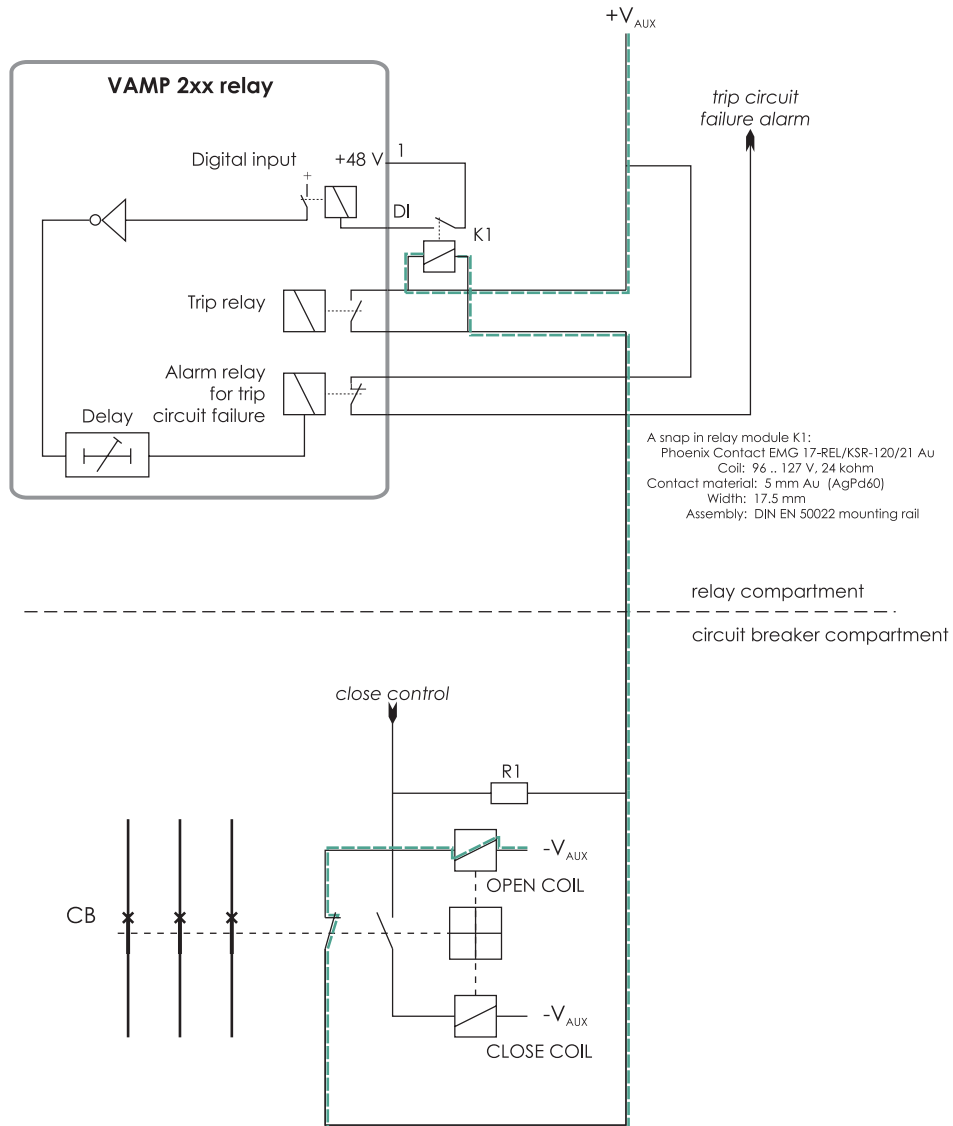 +VAUX
VAMP 2xx relay
trip circuit
failure alarm
Digital input
+
+48 V
1
DI
K1
Trip relay
Alarm relay
for trip
circuit failure
Delay
A snap in relay module K1:
Phoenix Contact EMG 17-REL/KSR-120/21 Au
Coil: 96 .. 127 V, 24 kohm
Contact material: 5 mm Au (AgPd60)
Width: 17.5 mm
Assembly: DIN EN 50022 mounting rail
relay compartment
circuit breaker compartment
close control
R1
-VAUX
OPEN COIL
CB
-VAUX
CLOSE COIL